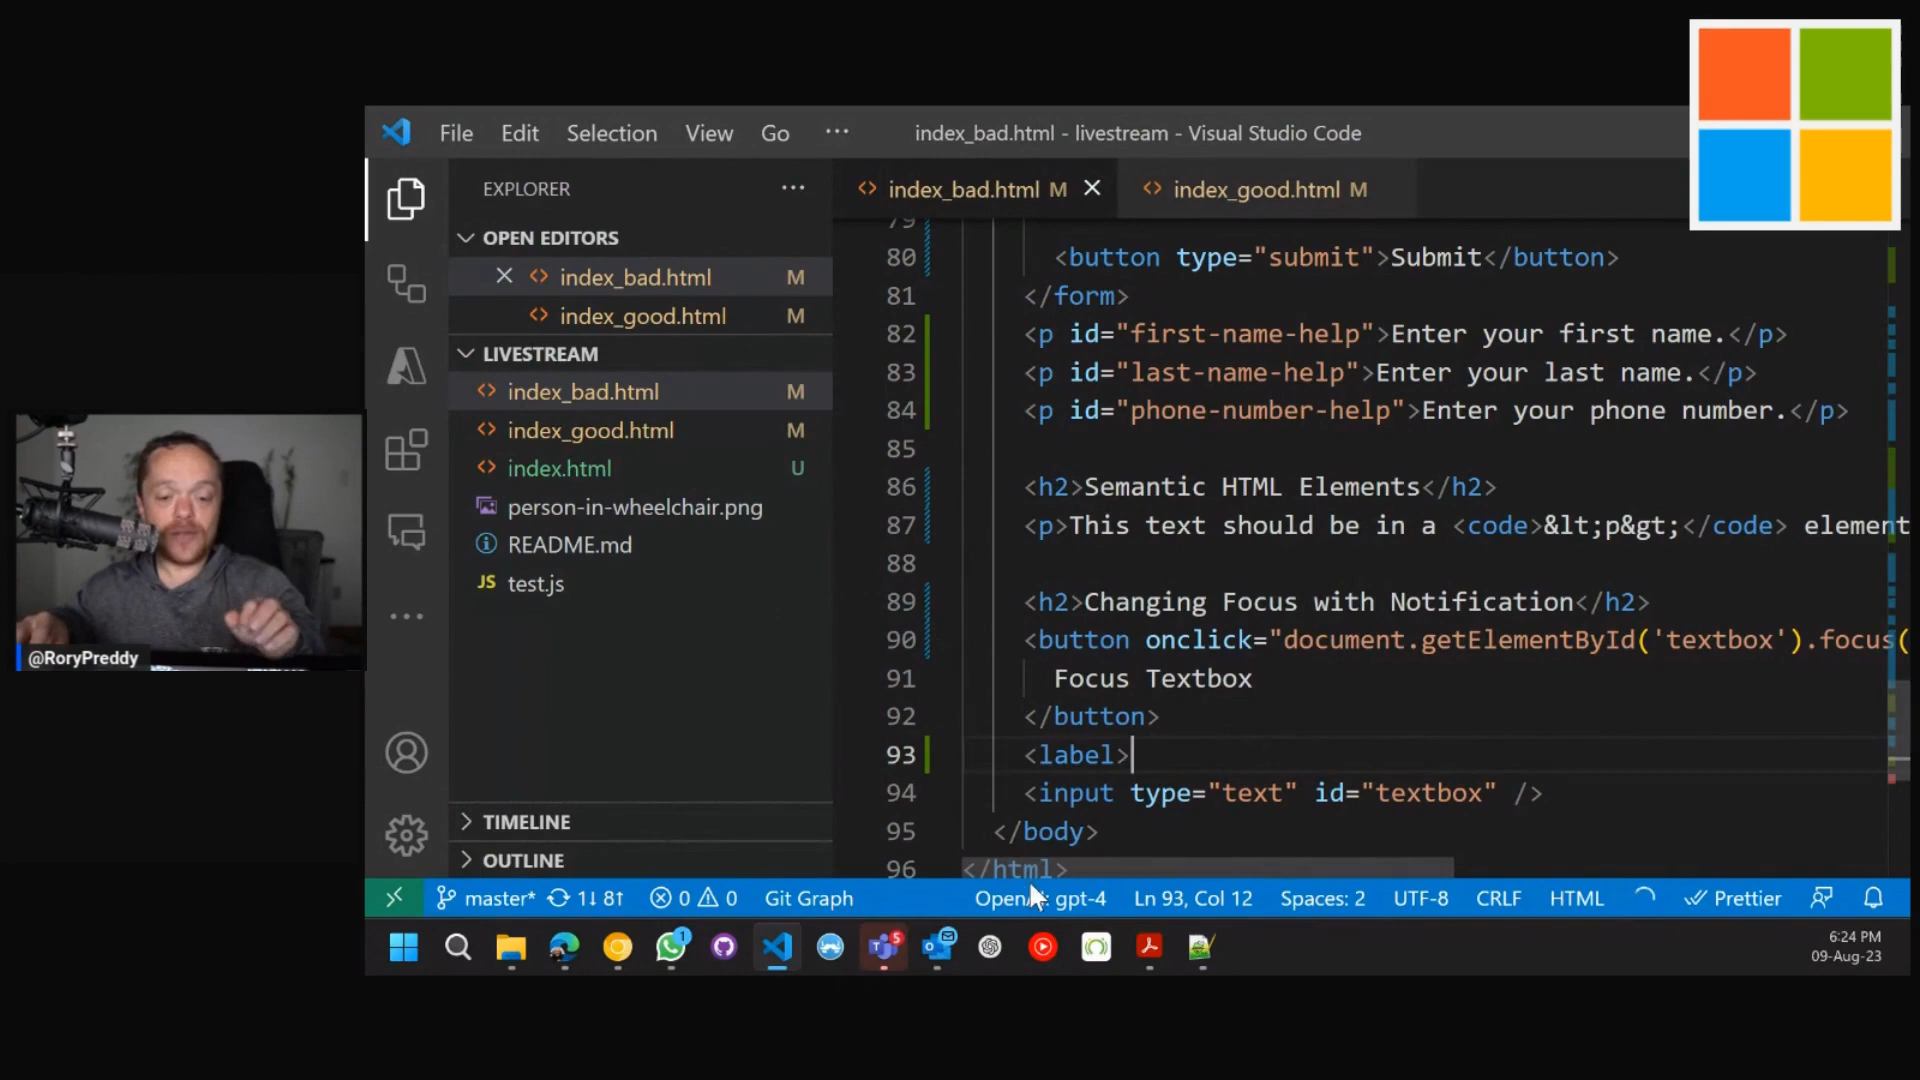 File Edit Selection View Go ··· index_bad.html - livestream - Visual Studio Code
EXPLORER ···
OPEN EDITORS
index_bad.html M
index_good.html M
LIVESTREAM
index_bad.html M
index_good.html M
index.html U
person-in-wheelchair.png
README.md
JS test.js
TIMELINE
OUTLINE
index_bad.html M
index_good.html M
79
80 <button type="submit">Submit</button>
81 </form>
82 <p id="first-name-help">Enter your first name.</p>
83 <p id="last-name-help">Enter your last name.</p>
84 <p id="phone-number-help">Enter your phone number.</p>
85
86 <h2>Semantic HTML Elements</h2>
87 <p>This text should be in a <code>&lt;p&gt;</code> element
88
89 <h2>Changing Focus with Notification</h2>
90 <button onclick="document.getElementById('textbox').focus(
91 Focus Textbox
92 </button>
93 <label>
94 <input type="text" id="textbox" />
95 </body>
96 </html>
@RoryPreddy
master* 1↓ 8↑ 0 0 Git Graph gpt-4 Ln 93, Col 12 Spaces: 2 UTF-8 CRLF HTML Prettier
1 5
6:24 PM
09-Aug-23